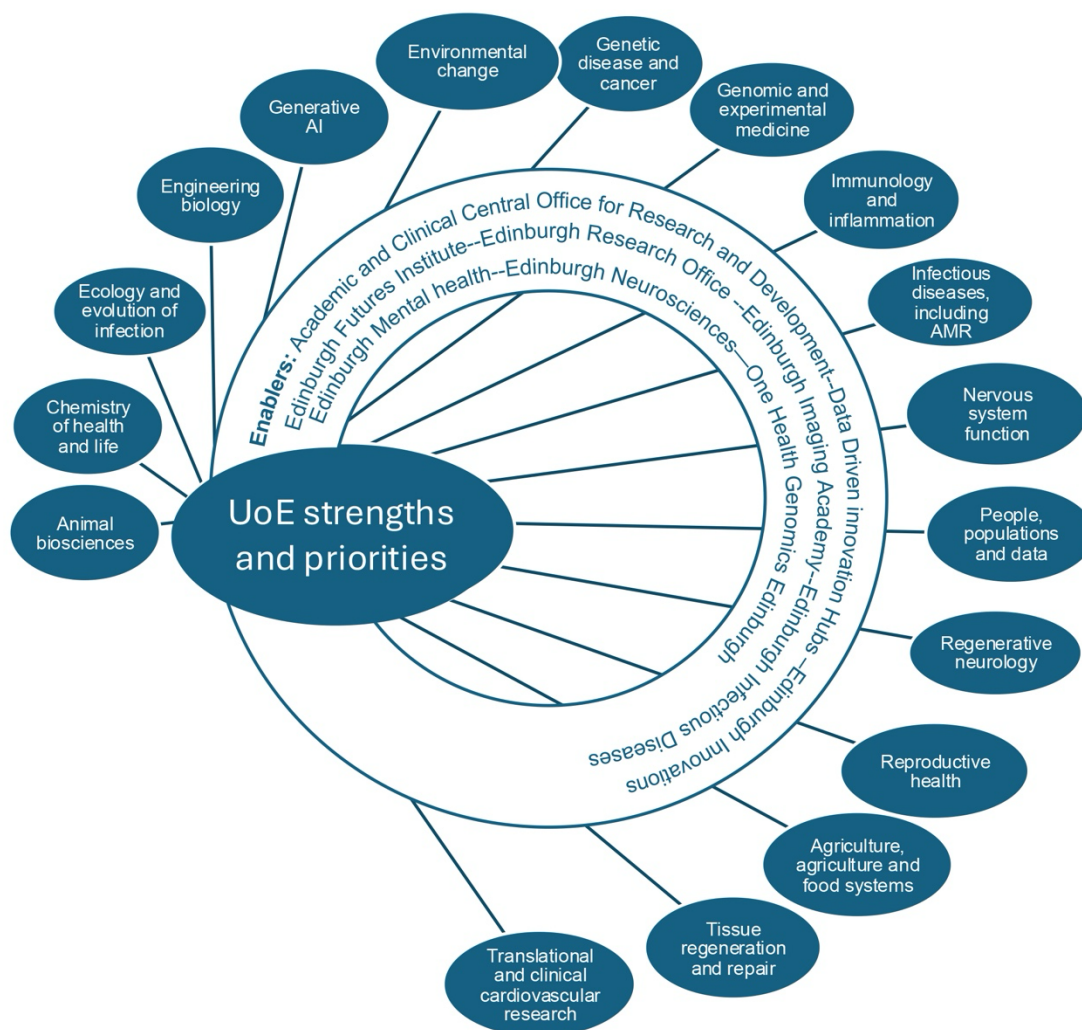 Environmental
change
Genetic
disease and
cancer
Genomic and
experimental
medicine
Generative
AI
Engineering
biology
Immunology
and
inflammation
Ecology and
evolution of
infection
Infectious
diseases,
including
AMR
Chemistry
of health
and life
Nervous
system
function
Animal
biosciences
People,
populations
and data
Regenerative
neurology
Reproductive
health
Agriculture,
agriculture and
food systems
Tissue
regeneration
and repair
Translational
and clinical
cardiovascular
research
UoE strengths
and priorities
Enablers: Academic and Clinical Central Office for Research and Development--Data Driven innovation Hubs –Edinburgh Innovations
Edinburgh Futures Institute--Edinburgh Research Office --Edinburgh Imaging Academy--Edinburgh Infectious Diseases
Edinburgh Mental health--Edinburgh Neurosciences—One Health Genomics Edinburgh